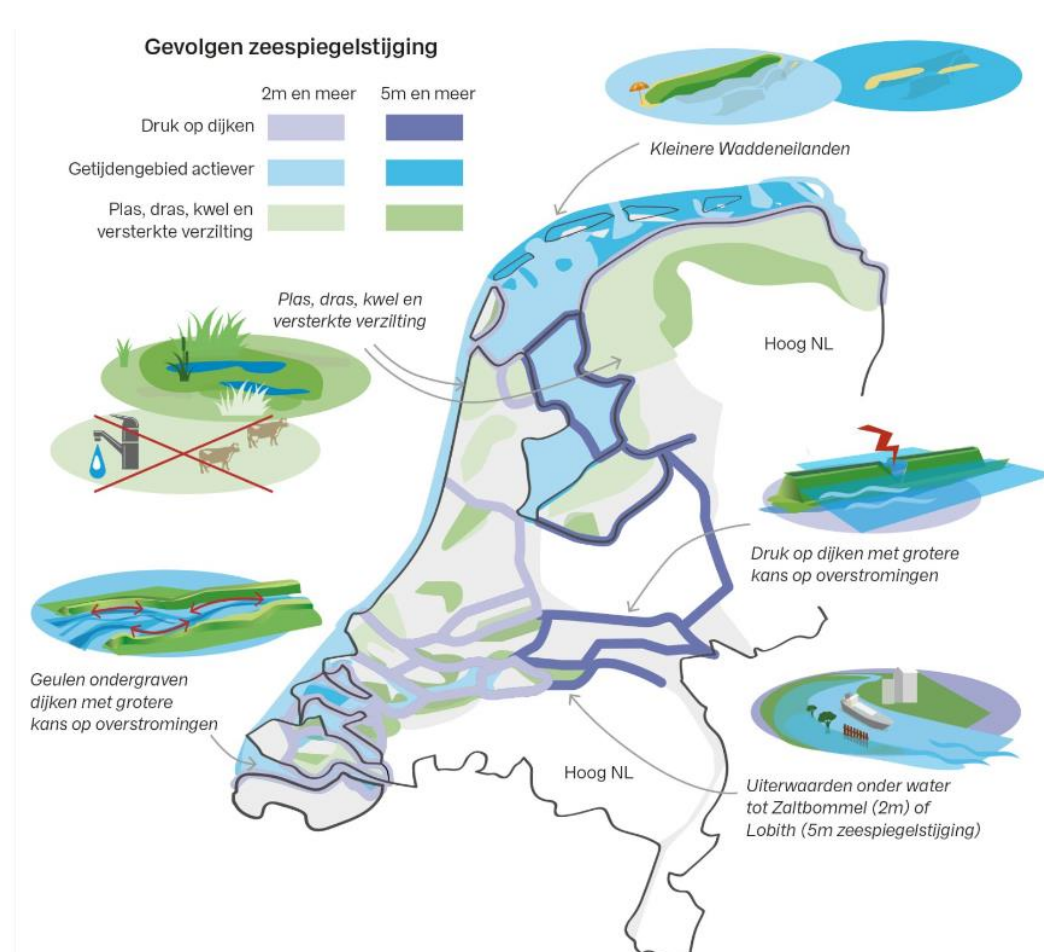 Gevolgen zeespiegelstijging
2m en meer
5m en meer
Druk op dijken
Getijdengebied actiever
Plas, dras, kwel en
versterkte verzilting
Kleinere Waddeneilanden
Plas, dras, kwel en
versterkte verzilting
Hoog NL
Druk op dijken met grotere
kans op overstromingen
Geulen ondergraven
dijken met grotere
kans op overstromingen
Hoog NL
Uiterwaarden onder water
tot Zaltbommel (2m) of
Lobith (5m zeespiegelstijging)